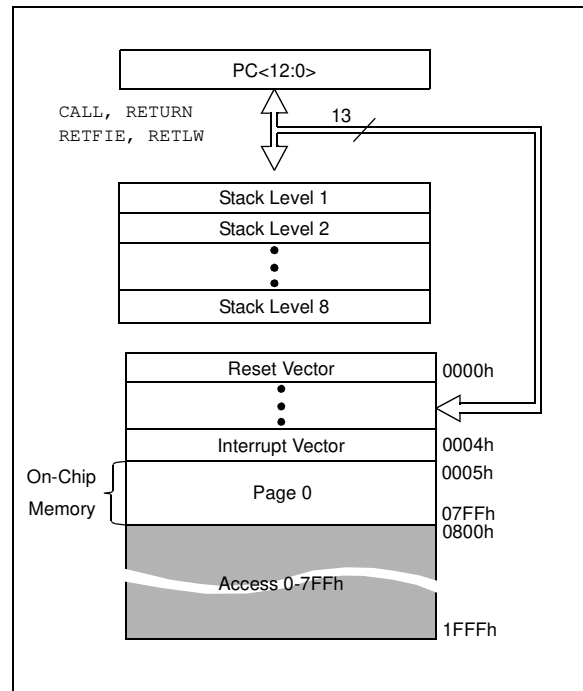 PC<12:0>
CALL, RETURN
RETFIE, RETLW
13
Stack Level 1
Stack Level 2
Stack Level 8
Reset Vector
0000h
Interrupt Vector
0004h
On-Chip
Memory
Page 0
0005h
07FFh
0800h
Access 0-7FFh
1FFFh